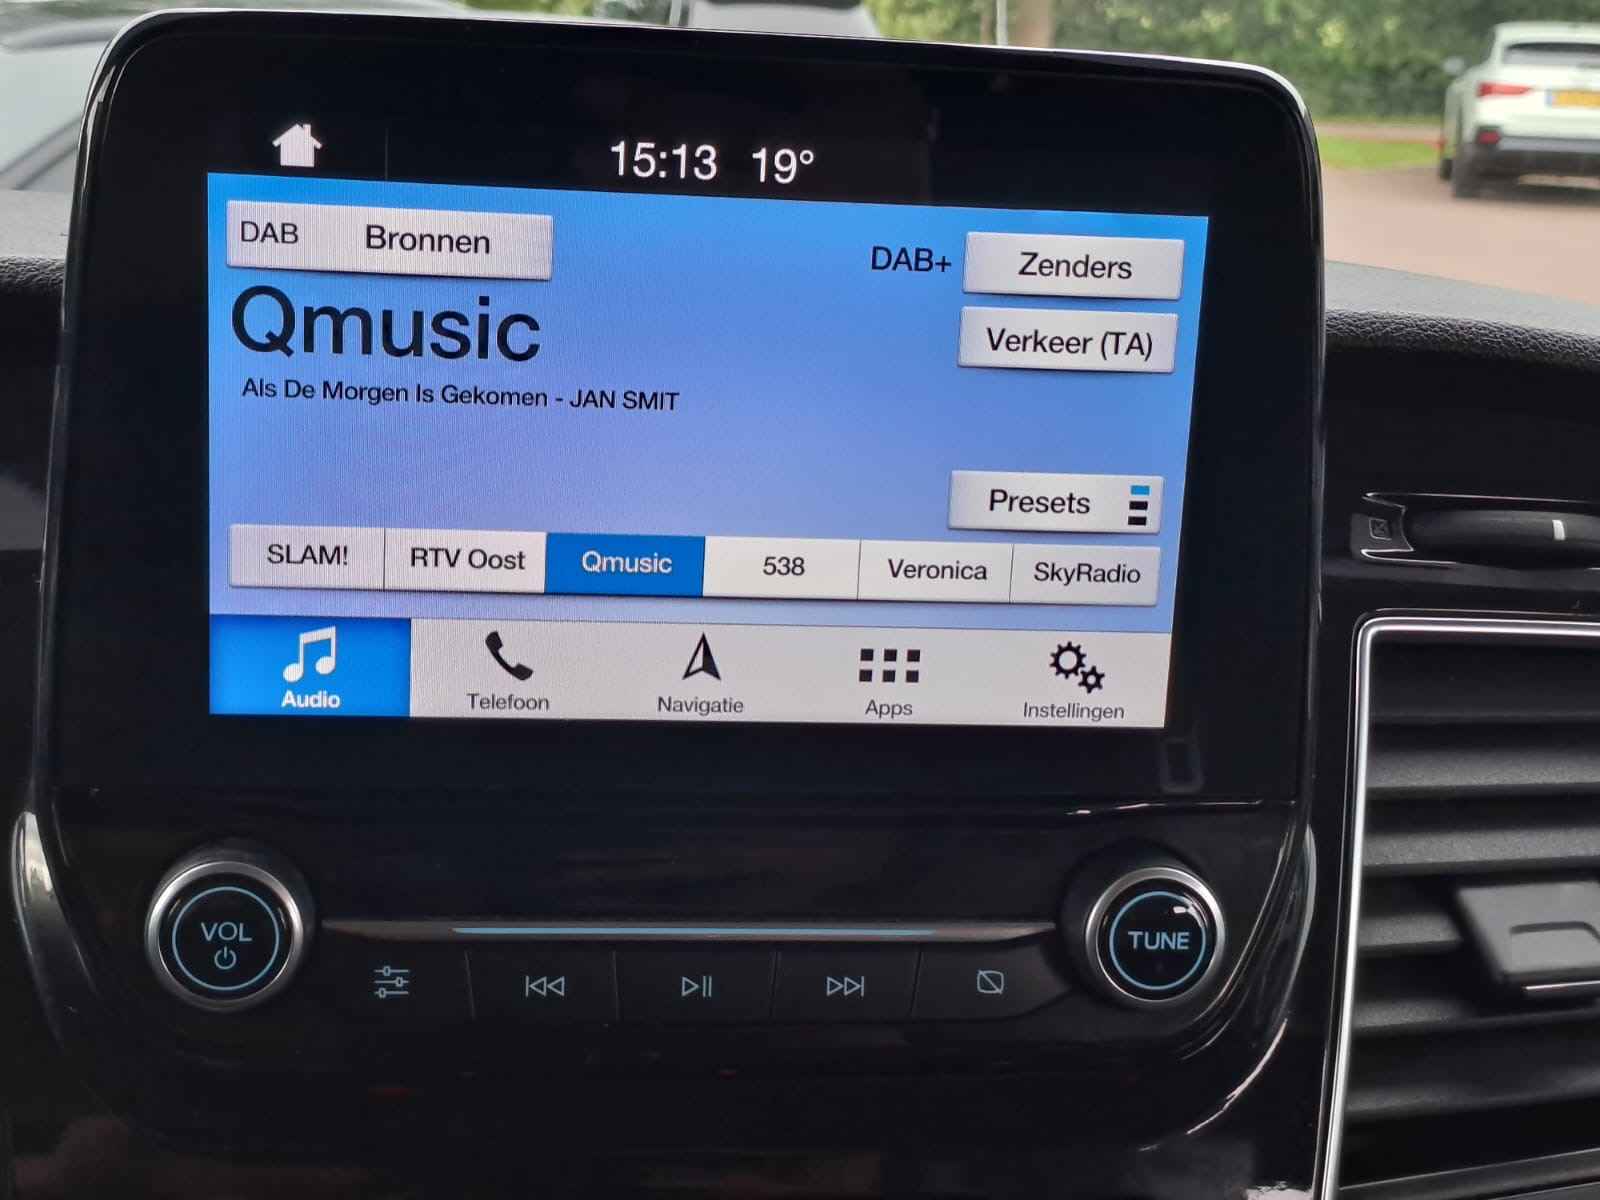 15:13 19°
DAB Bronnen
DAB+ Zenders
Qmusic
Verkeer (TA)
Als De Morgen Is Gekomen - JAN SMIT
Presets
SLAM! RTV Oost Qmusic 538 Veronica SkyRadio
Audio Telefoon Navigatie Apps Instellingen
VOL
TUNE